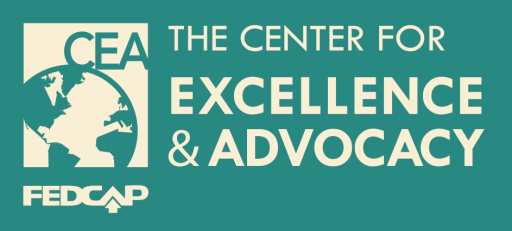 CEA
FEDCAP
THE CENTER FOR
EXCELLENCE
& ADVOCACY